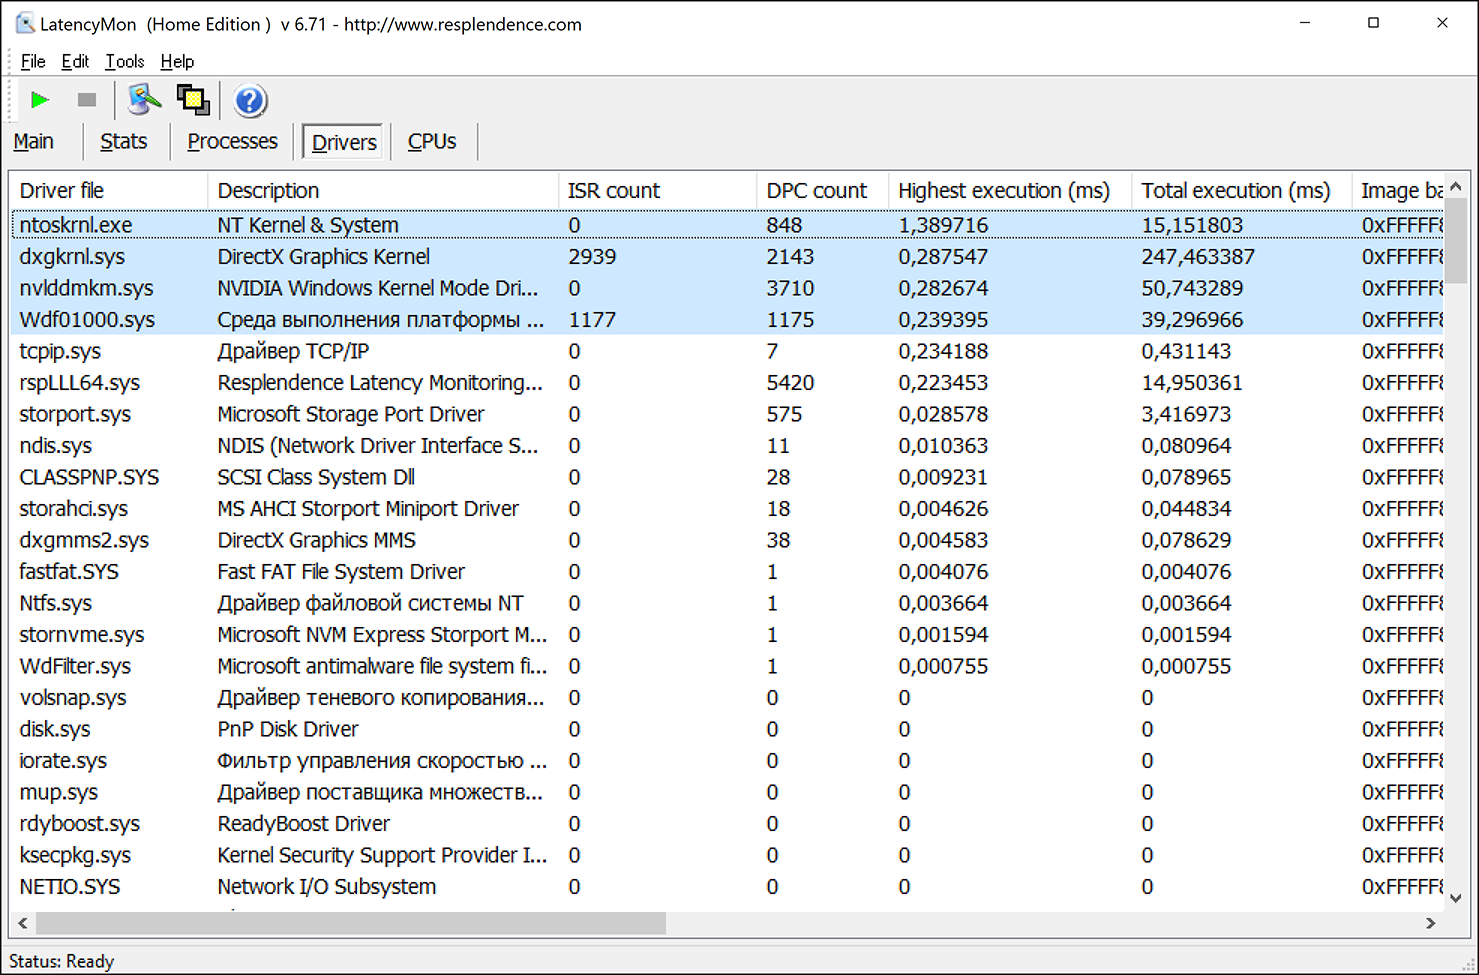 LatencyMon (Home Edition ) v 6.71 - http://www.resplendence.com
File Edit Tools Help
Main Stats Processes Drivers CPUs
Driver file Description ISR count DPC count Highest execution (ms) Total execution (ms) Image ba
ntoskrnl.exe NT Kernel & System 0 848 1,389716 15,151803 0xFFFFF8
dxgkrnl.sys DirectX Graphics Kernel 2939 2143 0,287547 247,463387 0xFFFFF8
nvlddmkm.sys NVIDIA Windows Kernel Mode Dri... 0 3710 0,282674 50,743289 0xFFFFF8
Wdf01000.sys Среда выполнения платформы ... 1177 1175 0,239395 39,296966 0xFFFFF8
tcpip.sys Драйвер TCP/IP 0 7 0,234188 0,431143 0xFFFFF8
rspLLL64.sys Resplendence Latency Monitoring... 0 5420 0,223453 14,950361 0xFFFFF8
storport.sys Microsoft Storage Port Driver 0 575 0,028578 3,416973 0xFFFFF8
ndis.sys NDIS (Network Driver Interface S... 0 11 0,010363 0,080964 0xFFFFF8
CLASSPNP.SYS SCSI Class System Dll 0 28 0,009231 0,078965 0xFFFFF8
storahci.sys MS AHCI Storport Miniport Driver 0 18 0,004626 0,044834 0xFFFFF8
dxgmms2.sys DirectX Graphics MMS 0 38 0,004583 0,078629 0xFFFFF8
fastfat.SYS Fast FAT File System Driver 0 1 0,004076 0,004076 0xFFFFF8
Ntfs.sys Драйвер файловой системы NT 0 1 0,003664 0,003664 0xFFFFF8
stornvme.sys Microsoft NVM Express Storport M... 0 1 0,001594 0,001594 0xFFFFF8
WdFilter.sys Microsoft antimalware file system fi... 0 1 0,000755 0,000755 0xFFFFF8
volsnap.sys Драйвер теневого копирования... 0 0 0 0 0xFFFFF8
disk.sys PnP Disk Driver 0 0 0 0 0xFFFFF8
iorate.sys Фильтр управления скоростью ... 0 0 0 0 0xFFFFF8
mup.sys Драйвер поставщика множеств... 0 0 0 0 0xFFFFF8
rdyboost.sys ReadyBoost Driver 0 0 0 0 0xFFFFF8
ksecpkg.sys Kernel Security Support Provider I... 0 0 0 0 0xFFFFF8
NETIO.SYS Network I/O Subsystem 0 0 0 0 0xFFFFF8
Status: Ready